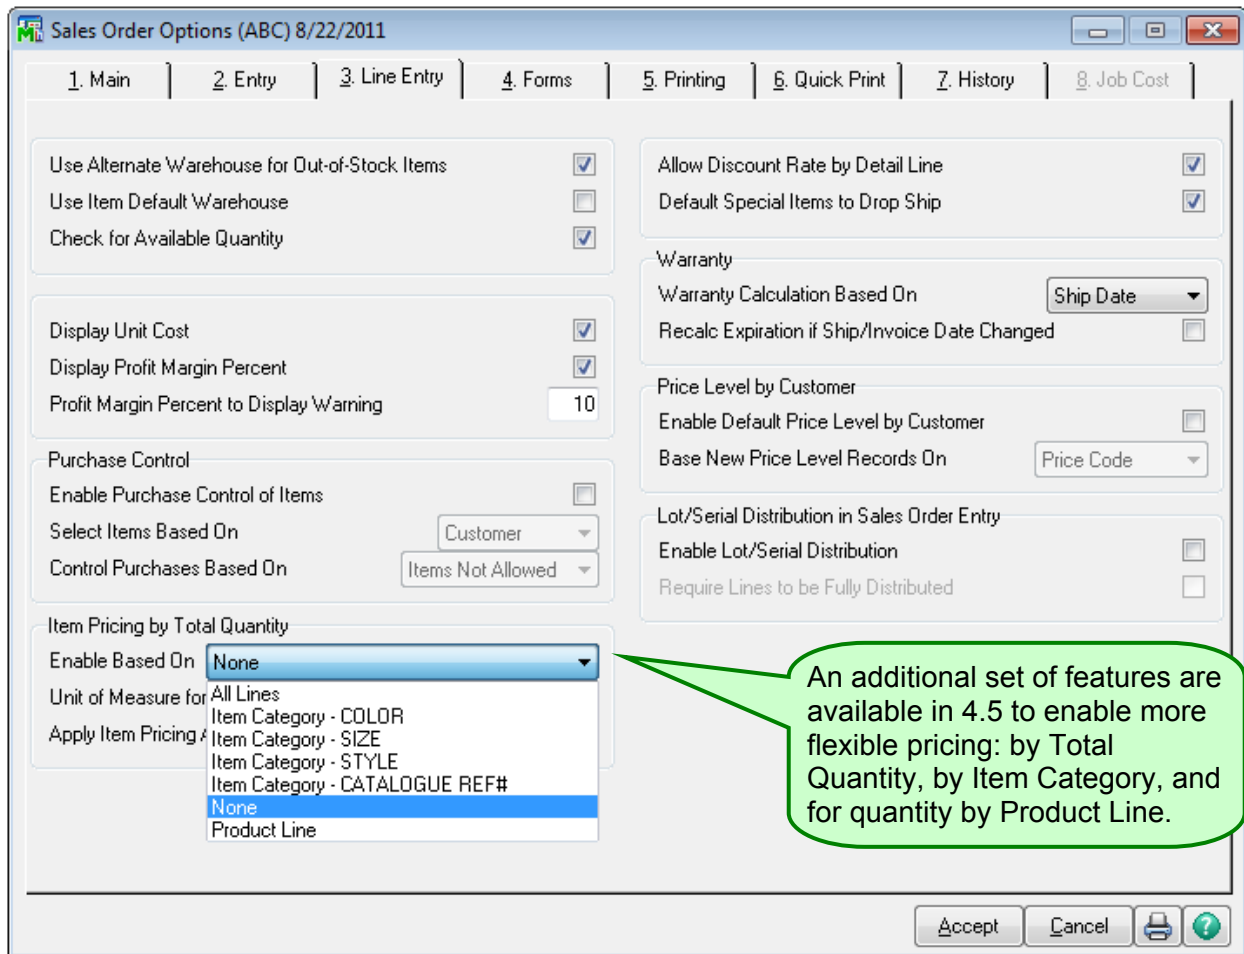 Sales Order Options (ABC) 8/22/2011
1. Main
2. Entry
3. Line Entry
4. Forms
5. Printing
6. Quick Print
7. History
8. Job Cost
Use Alternate Warehouse for Out-of-Stock Items
Use Item Default Warehouse
Check for Available Quantity
Display Unit Cost
Display Profit Margin Percent
Profit Margin Percent to Display Warning 10
Purchase Control
Enable Purchase Control of Items
Select Items Based On Customer
Control Purchases Based On Items Not Allowed
Item Pricing by Total Quantity
Enable Based On None
Unit of Measure for
Apply Item Pricing
All Lines
Item Category - COLOR
Item Category - SIZE
Item Category - STYLE
Item Category - CATALOGUE REF#
None
Product Line
Allow Discount Rate by Detail Line
Default Special Items to Drop Ship
Warranty
Warranty Calculation Based On Ship Date
Recalc Expiration if Ship/Invoice Date Changed
Price Level by Customer
Enable Default Price Level by Customer
Base New Price Level Records On Price Code
Lot/Serial Distribution in Sales Order Entry
Enable Lot/Serial Distribution
Require Lines to be Fully Distributed
An additional set of features are
available in 4.5 to enable more
flexible pricing: by Total
Quantity, by Item Category, and
for quantity by Product Line.
Accept
Cancel